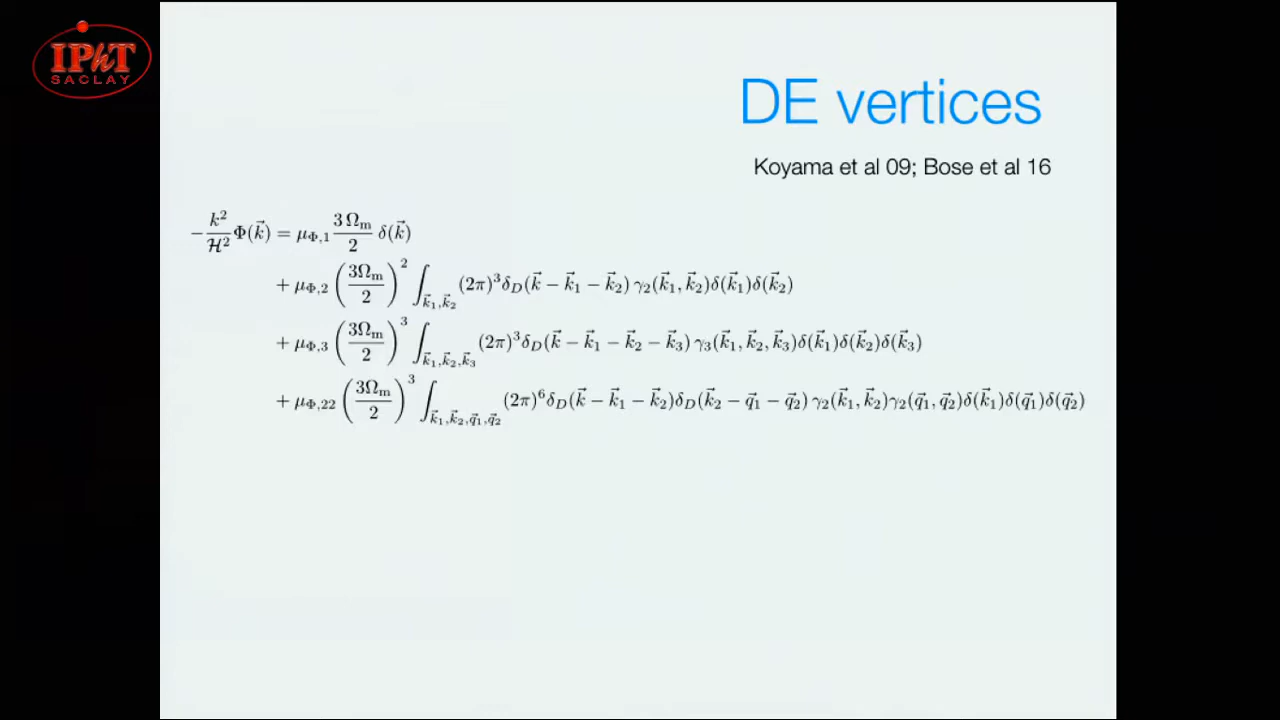 IPhT
SACLAY
DE vertices
Koyama et al 09; Bose et al 16
$-\frac{k^2}{\mathcal{H}^2}\Phi(\vec{k}) = \mu_{\Phi,1}\frac{3\,\Omega_{\rm m}}{2}\,\delta(\vec{k})$
$+\,\mu_{\Phi,2}\left(\frac{3\Omega_{\rm m}}{2}\right)^2\int_{\vec{k}_1,\vec{k}_2}(2\pi)^3\delta_D(\vec{k}-\vec{k}_1-\vec{k}_2)\,\gamma_2(\vec{k}_1,\vec{k}_2)\delta(\vec{k}_1)\delta(\vec{k}_2)$
$+\,\mu_{\Phi,3}\left(\frac{3\Omega_{\rm m}}{2}\right)^3\int_{\vec{k}_1,\vec{k}_2,\vec{k}_3}(2\pi)^3\delta_D(\vec{k}-\vec{k}_1-\vec{k}_2-\vec{k}_3)\,\gamma_3(\vec{k}_1,\vec{k}_2,\vec{k}_3)\delta(\vec{k}_1)\delta(\vec{k}_2)\delta(\vec{k}_3)$
$+\,\mu_{\Phi,22}\left(\frac{3\Omega_{\rm m}}{2}\right)^3\int_{\vec{k}_1,\vec{k}_2,\vec{q}_1,\vec{q}_2}(2\pi)^6\delta_D(\vec{k}-\vec{k}_1-\vec{k}_2)\delta_D(\vec{k}_2-\vec{q}_1-\vec{q}_2)\,\gamma_2(\vec{k}_1,\vec{k}_2)\gamma_2(\vec{q}_1,\vec{q}_2)\delta(\vec{k}_1)\delta(\vec{q}_1)\delta(\vec{q}_2)$